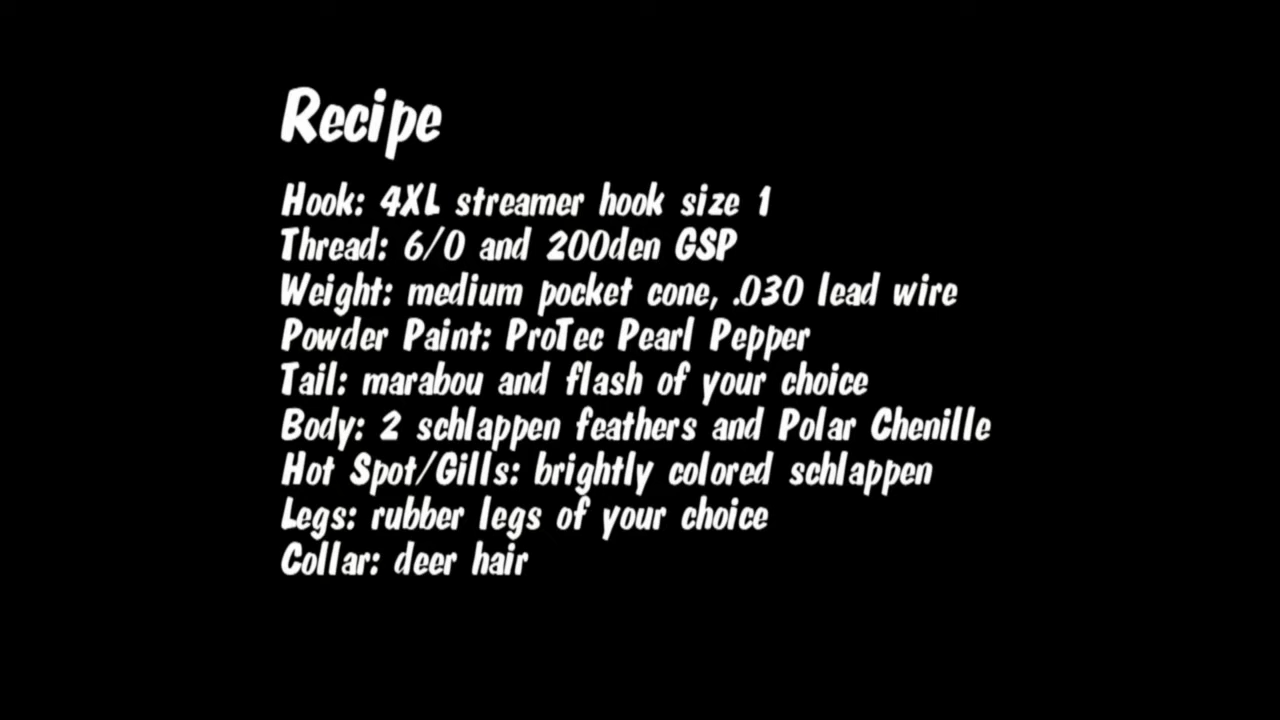 Recipe
Hook: 4XL streamer hook size 1
Thread: 6/0 and 200den GSP
Weight: medium pocket cone, .030 lead wire
Powder Paint: ProTec Pearl Pepper
Tail: marabou and flash of your choice
Body: 2 schlappen feathers and Polar Chenille
Hot Spot/Gills: brightly colored schlappen
Legs: rubber legs of your choice
Collar: deer hair